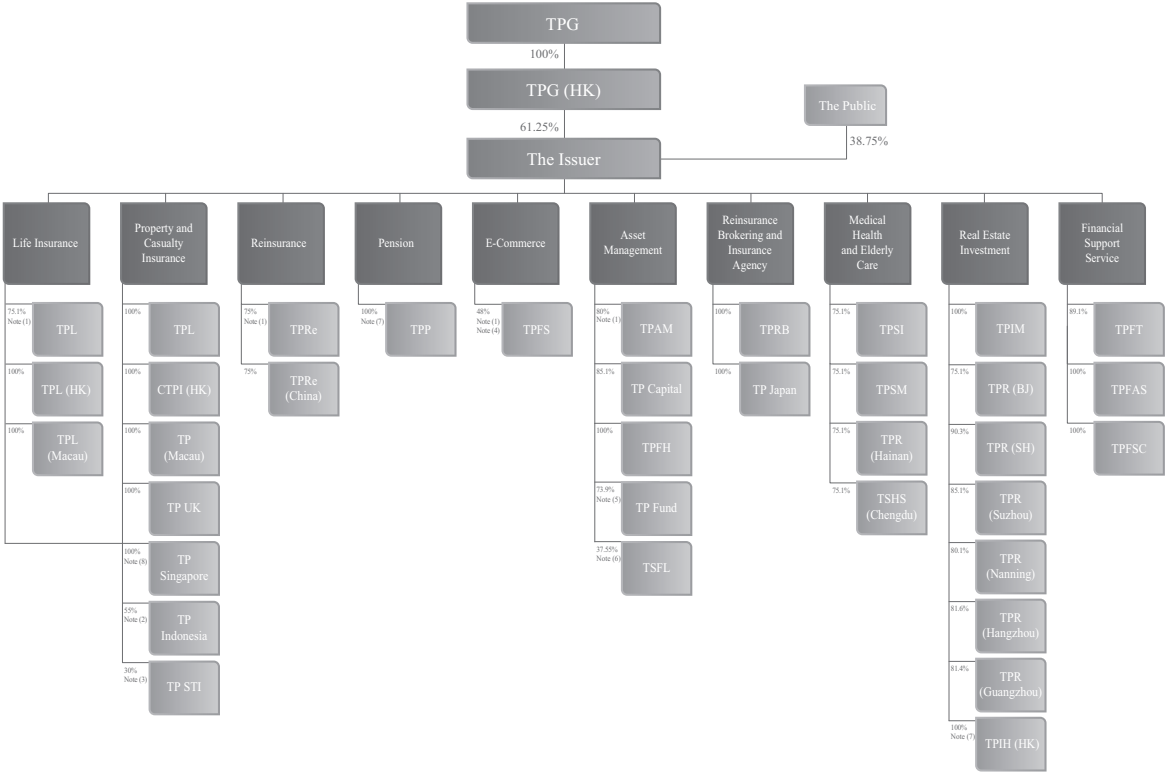 TPG
100%
TPG (HK)
The Public
61.25%
38.75%
The Issuer
Life Insurance
Property and
Casualty
Insurance
Reinsurance
Pension
E-Commerce
Asset
Management
Reinsurance
Brokering and
Insurance
Agency
Medical
Health
and Elderly
Care
Real Estate
Investment
Financial
Support
Service
75.1%
Note (1)
TPL
100%
TPL (HK)
100%
TPL
(Macau)
100%
TPL
100%
CTPI (HK)
100%
TP
(Macau)
100%
TP UK
100%
Note (8)
TP
Singapore
55%
Note (2)
TP
Indonesia
30%
Note (3)
TP STI
75%
Note (1)
TPRe
75%
TPRe
(China)
100%
Note (7)
TPP
48%
Note (1)
Note (4)
TPFS
80%
Note (1)
TPAM
85.1%
TP Capital
100%
TPFH
73.9%
Note (5)
TP Fund
37.55%
Note (6)
TSFL
100%
TPRB
100%
TP Japan
75.1%
TPSI
75.1%
TPSM
75.1%
TPR
(Hainan)
75.1%
TSHS
(Chengdu)
100%
TPIM
75.1%
TPR (BJ)
90.3%
TPR (SH)
85.1%
TPR
(Suzhou)
80.1%
TPR
(Nanning)
81.6%
TPR
(Hangzhou)
81.4%
TPR
(Guangzhou)
100%
Note (7)
TPIH (HK)
89.1%
TPFT
100%
TPFAS
100%
TPFSC